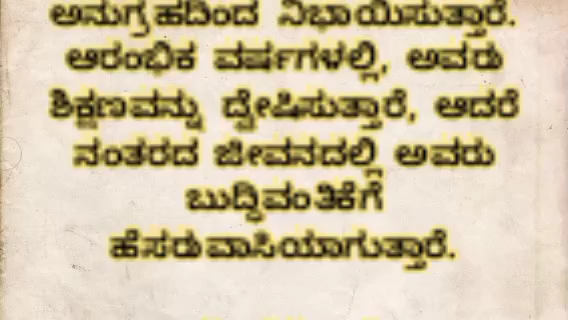 ಅನುಗ್ರಹದಿಂದ ನಿಭಾಯಿಸುತ್ತಾರೆ.
ಆರಂಭಿಕ ವರ್ಷಗಳಲ್ಲಿ, ಅವರು
ಶಿಕ್ಷಣವನ್ನು ದ್ವೇಷಿಸುತ್ತಾರೆ, ಆದರೆ
ನಂತರದ ಜೀವನದಲ್ಲಿ ಅವರು
ಬುದ್ಧಿವಂತಿಕೆಗೆ
ಹೆಸರುವಾಸಿಯಾಗುತ್ತಾರೆ.